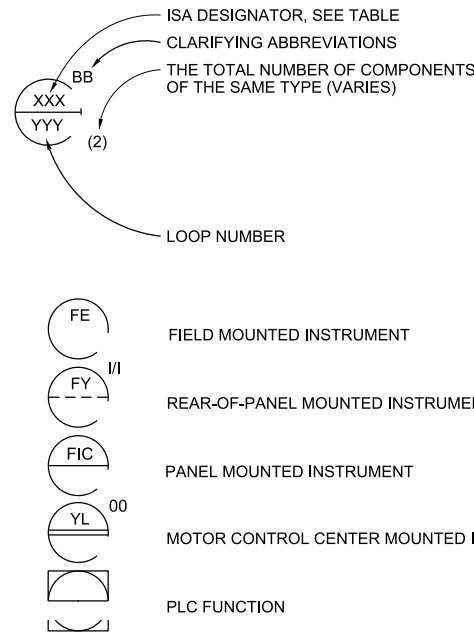 ISA DESIGNATOR, SEE TABLE
BB
CLARIFYING ABBREVIATIONS
THE TOTAL NUMBER OF COMPONENTS
OF THE SAME TYPE (VARIES)
XXX
YYY
(2)
LOOP NUMBER
FE
FIELD MOUNTED INSTRUMENT
I/I
FY
REAR-OF-PANEL MOUNTED
FIC
PANEL MOUNTED INSTRUMENT
00
YL
MOTOR CONTROL CENTER MOUNTED
PLC FUNCTION